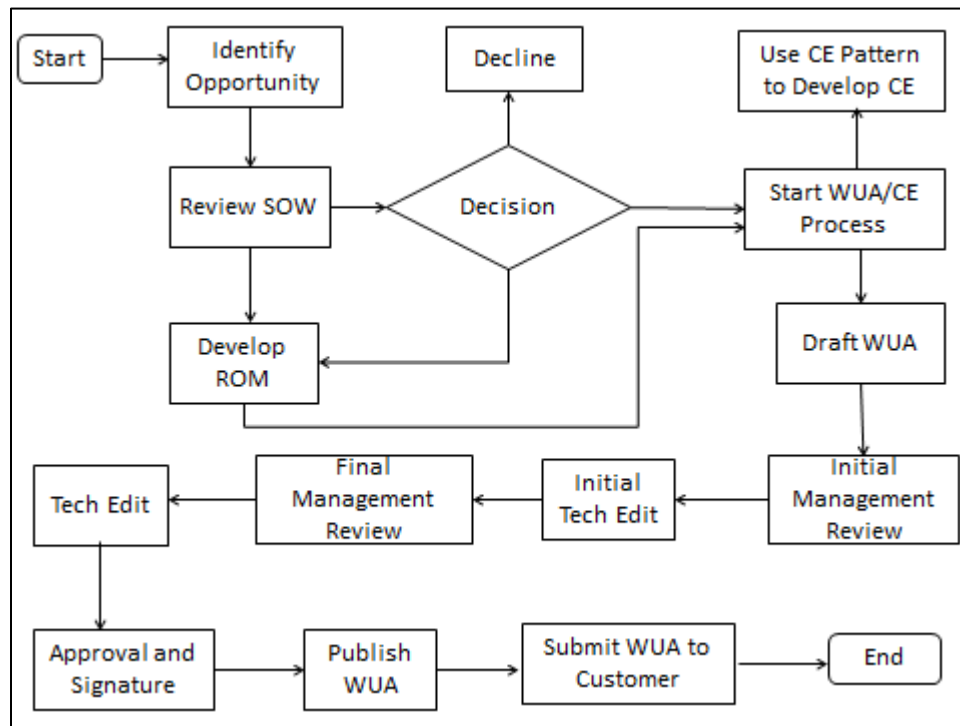 Start
Identify
Opportunity
Decline
Use CE Pattern
to Develop CE
Review SOW
Decision
Start WUA/CE
Process
Develop
ROM
Draft WUA
Tech Edit
Final
Management
Review
Initial
Tech Edit
Initial
Management
Review
Approval and
Signature
Publish
WUA
Submit WUA to
Customer
End